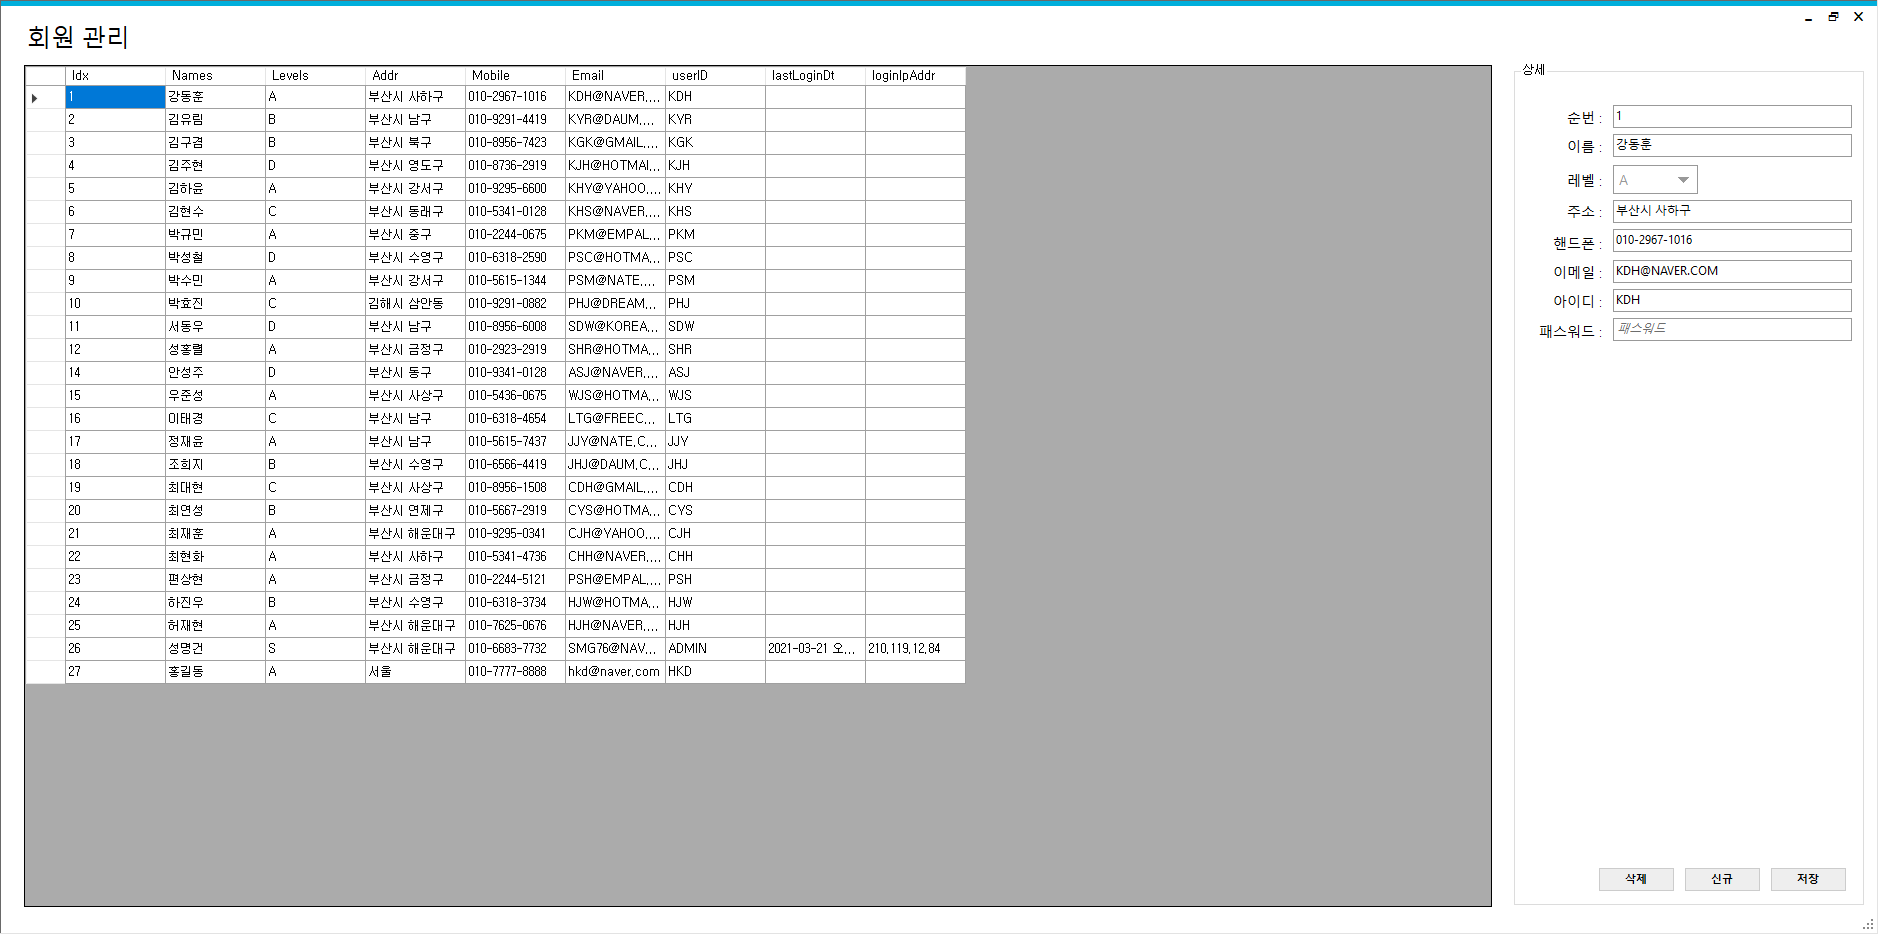 회원 관리
Idx Names Levels Addr Mobile Email userID lastLoginDt loginIpAddr
1 강동훈 A 부산시 사하구 010-2967-1016 KDH@NAVER.... KDH
2 김유림 B 부산시 남구 010-9291-4419 KYR@DAUM.... KYR
3 김구겸 B 부산시 북구 010-8956-7423 KGK@GMAIL.... KGK
4 김주현 D 부산시 영도구 010-8736-2919 KJH@HOTMAI... KJH
5 김하윤 A 부산시 강서구 010-9295-6600 KHY@YAHOO.... KHY
6 김현수 C 부산시 동래구 010-5341-0128 KHS@NAVER.... KHS
7 박규민 A 부산시 중구 010-2244-0675 PKM@EMPAL... PKM
8 박성철 D 부산시 수영구 010-6318-2590 PSC@HOTMA... PSC
9 박수민 A 부산시 강서구 010-5615-1344 PSM@NATE.... PSM
10 박효진 C 김해시 삼안동 010-9291-0882 PHJ@DREAM... PHJ
11 서동우 D 부산시 남구 010-8956-6008 SDW@KOREA... SDW
12 성홍렬 A 부산시 금정구 010-2923-2919 SHR@HOTMA... SHR
14 안성주 D 부산시 동구 010-9341-0128 ASJ@NAVER.... ASJ
15 우준성 A 부산시 사상구 010-5436-0675 WJS@HOTMA... WJS
16 이태경 C 부산시 남구 010-6318-4654 LTG@FREEC... LTG
17 정재윤 A 부산시 남구 010-5615-7437 JJY@NATE.C... JJY
18 조희지 B 부산시 수영구 010-6566-4419 JHJ@DAUM.C... JHJ
19 최대현 C 부산시 사상구 010-8956-1508 CDH@GMAIL.... CDH
20 최연성 B 부산시 연제구 010-5667-2919 CYS@HOTMA... CYS
21 최재훈 A 부산시 해운대구 010-9295-0341 CJH@YAHOO.... CJH
22 최현화 A 부산시 사하구 010-5341-4736 CHH@NAVER.... CHH
23 편상현 A 부산시 금정구 010-2244-5121 PSH@EMPAL.... PSH
24 하진우 B 부산시 수영구 010-6318-3734 HJW@HOTMA... HJW
25 허재현 A 부산시 해운대구 010-7625-0676 HJH@NAVER.... HJH
26 성명건 S 부산시 해운대구 010-6683-7732 SMG76@NAV... ADMIN 2021-03-21 오... 210.119.12.84
27 홍길동 A 서울 010-7777-8888 hkd@naver.com HKD
상세
순번 : 1
이름 : 강동훈
레벨 : A
주소 : 부산시 사하구
핸드폰 : 010-2967-1016
이메일 : KDH@NAVER.COM
아이디 : KDH
패스워드 : 패스워드
삭제 신규 저장